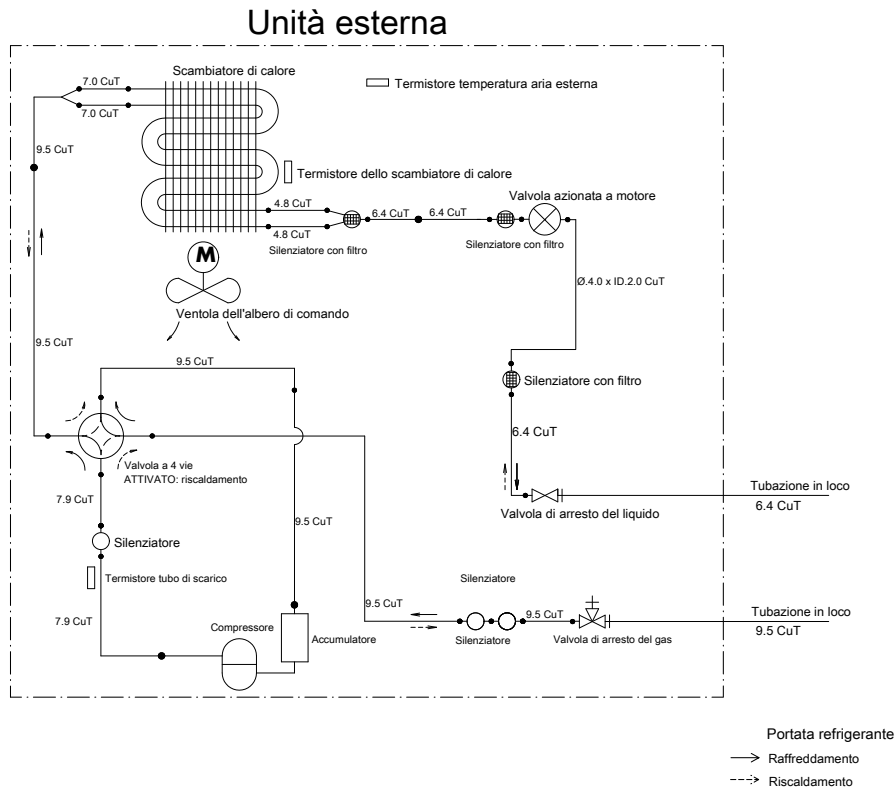 Unità esterna
Scambiatore di calore
Termistore temperatura aria esterna
7.0 CuT
7.0 CuT
9.5 CuT
Termistore dello scambiatore di calore
Valvola azionata a motore
4.8 CuT
6.4 CuT
6.4 CuT
4.8 CuT
Silenziatore con filtro
Silenziatore con filtro
M
Ø.4.0 x ID.2.0 CuT
Ventola dell'albero di comando
9.5 CuT
9.5 CuT
Silenziatore con filtro
6.4 CuT
Valvola a 4 vie
ATTIVATO: riscaldamento
7.9 CuT
Tubazione in loco
6.4 CuT
Valvola di arresto del liquido
9.5 CuT
Silenziatore
Termistore tubo di scarico
Silenziatore
7.9 CuT
Compressore
Accumulatore
9.5 CuT
Silenziatore
9.5 CuT
Valvola di arresto del gas
Tubazione in loco
9.5 CuT
Portata refrigerante
Raffreddamento
Riscaldamento